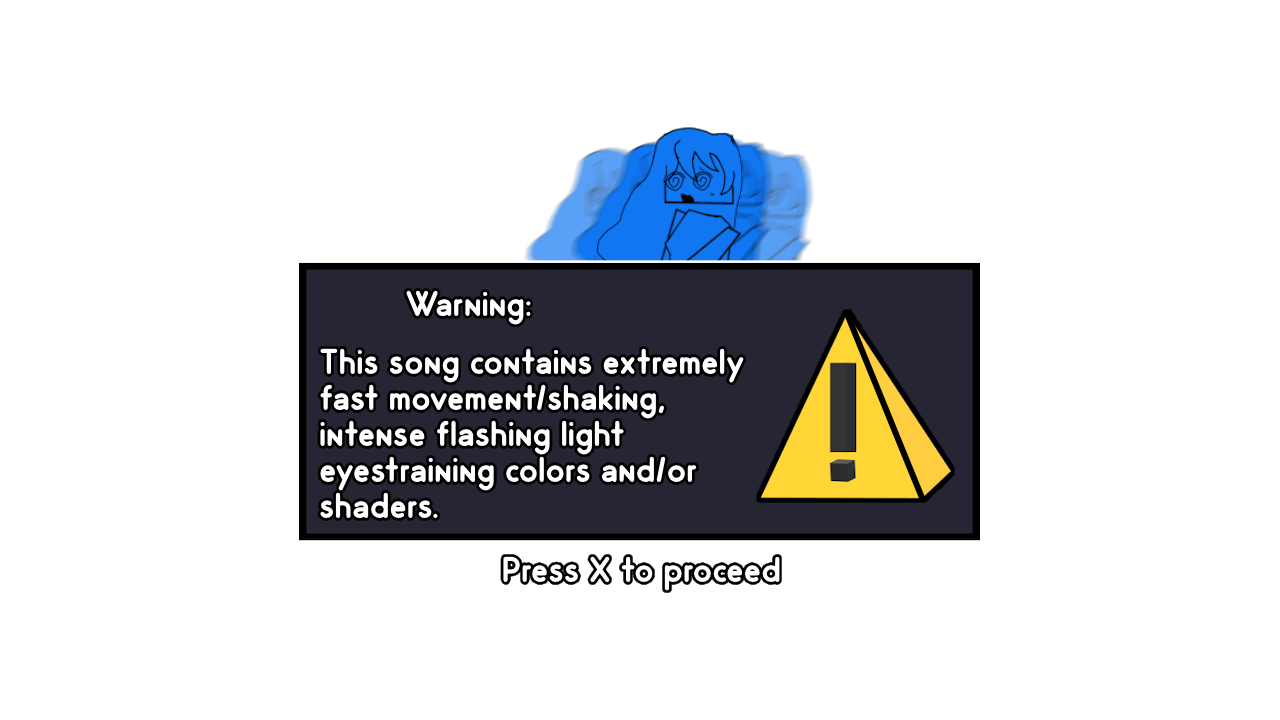 Warning:
This song contains extremely
fast movement/shaking,
intense flashing light
eyestraining colors and/or
shaders.
!
Press X to proceed